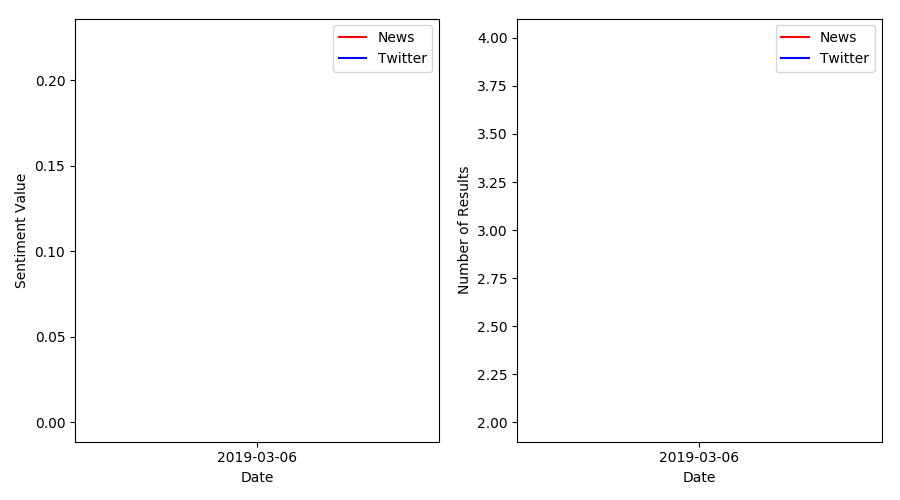 News
Twitter
0.20
0.15
0.10
0.05
0.00
Sentiment Value
2019-03-06
Date
News
Twitter
4.00
3.75
3.50
3.25
3.00
2.75
2.50
2.25
2.00
Number of Results
2019-03-06
Date